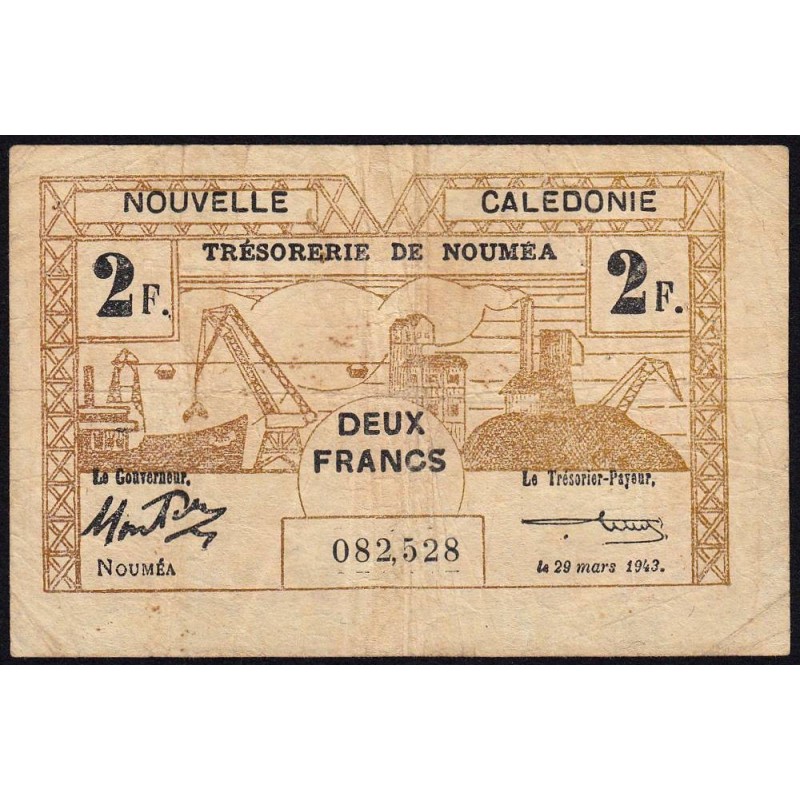 NOUVELLE CALEDONIE
TRÉSORERIE DE NOUMÉA
2F. 2F.
DEUX
FRANCS
Le Gouverneur, Le Trésorier-Payeur,
082,528
NOUMÉA le 29 mars 1943.